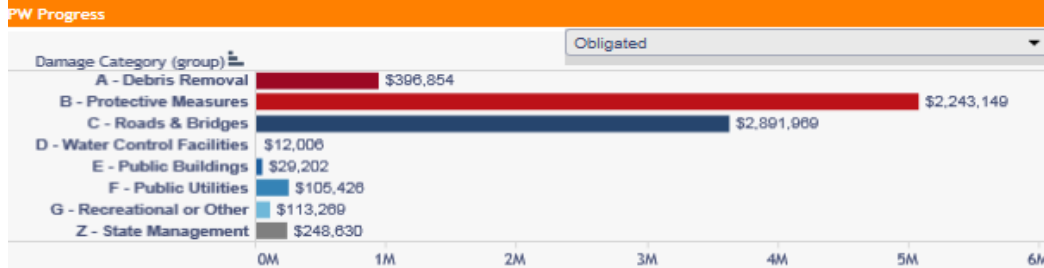 PW Progress
Obligated
Damage Category (group)
A - Debris Removal $396,854
B - Protective Measures $2,243,149
C - Roads & Bridges $2,891,969
D - Water Control Facilities $12,006
E - Public Buildings $29,202
F - Public Utilities $105,426
G - Recreational or Other $113,269
Z - State Management $248,630
0M 1M 2M 3M 4M 5M 6M